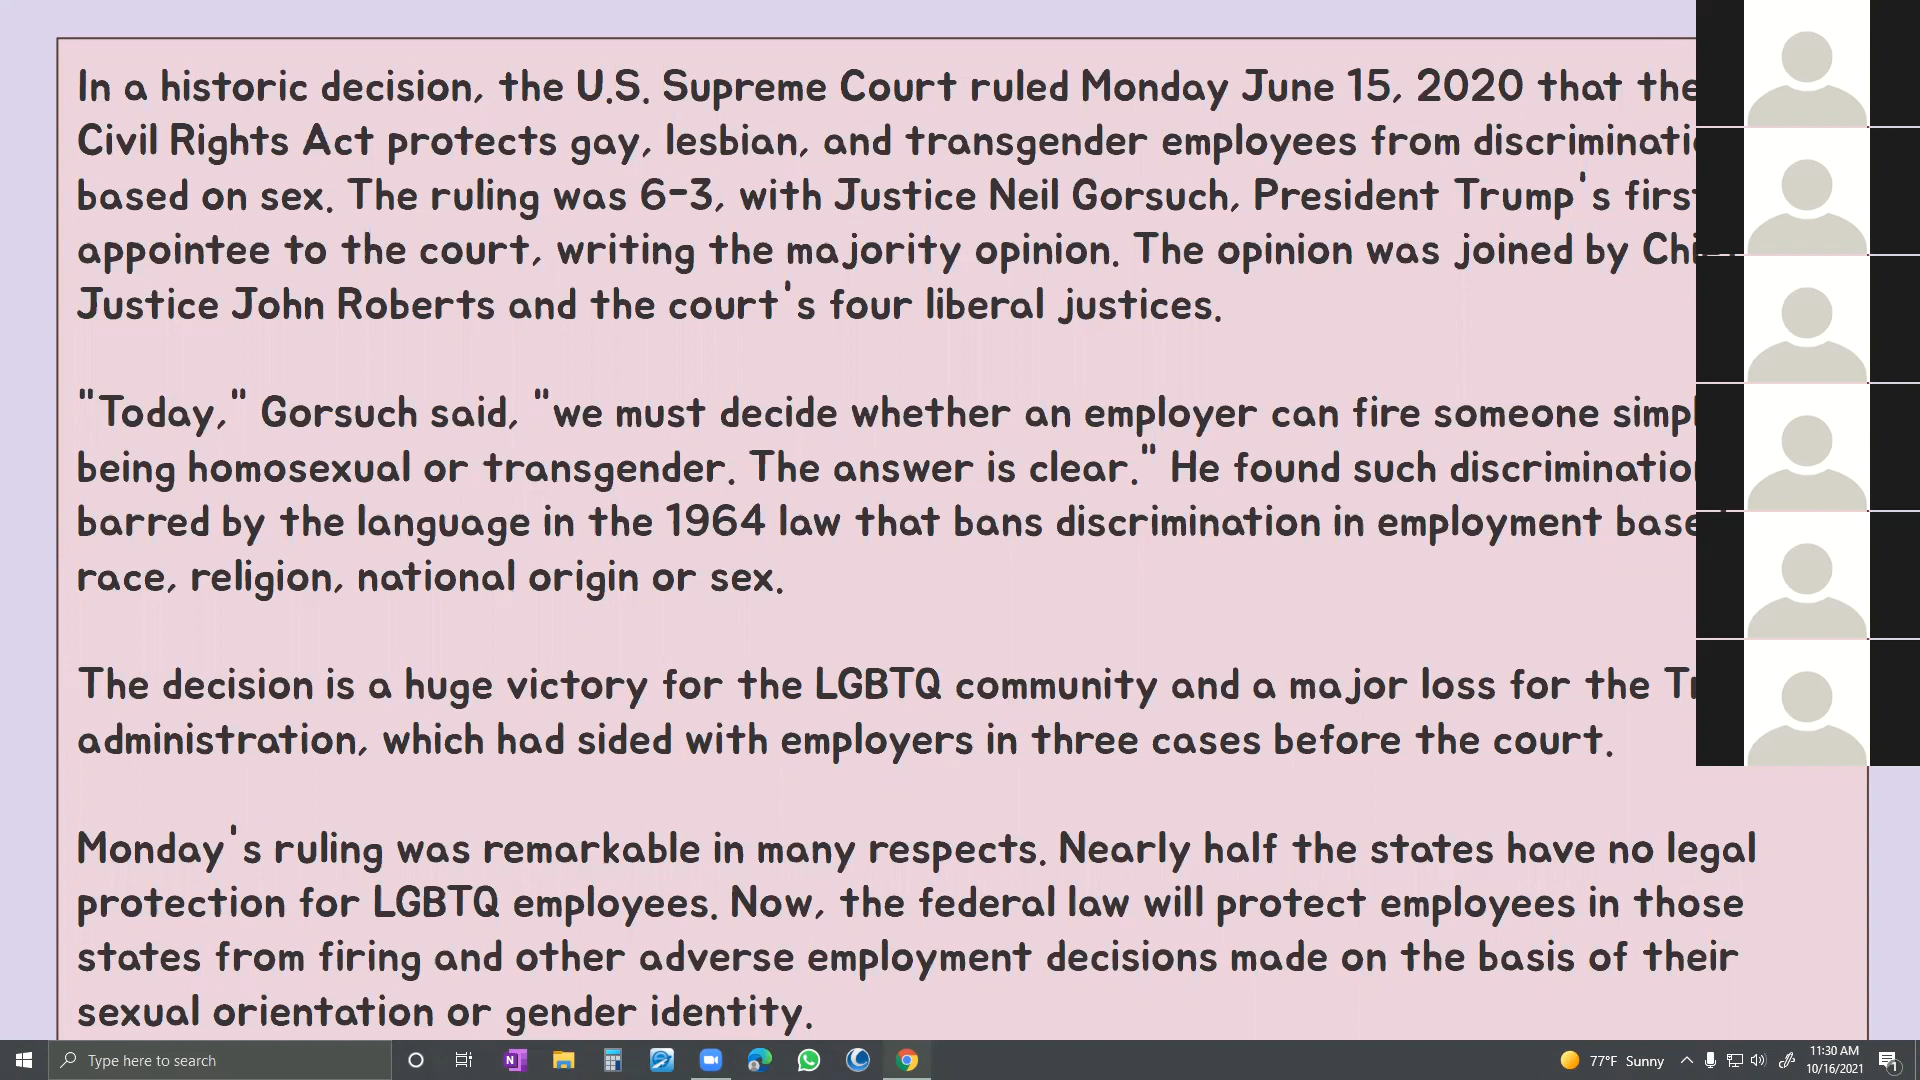 In a historic decision, the U.S. Supreme Court ruled Monday June 15, 2020 that the
Civil Rights Act protects gay, lesbian, and transgender employees from
based on sex. The ruling was 6-3, with Justice Neil Gorsuch, President Trump's first
appointee to the court, writing the majority opinion. The opinion was joined by
Justice John Roberts and the court's four liberal justices.
"Today," Gorsuch said, "we must decide whether an employer can fire someone
being homosexual or transgender. The answer is clear." He found such discrimination
barred by the language in the 1964 law that bans discrimination in employment
race, religion, national origin or sex.
The decision is a huge victory for the LGBTQ community and a major loss for the
administration, which had sided with employers in three cases before the court.
Monday's ruling was remarkable in many respects. Nearly half the states have no legal
protection for LGBTQ employees. Now, the federal law will protect employees in those
states from firing and other adverse employment decisions made on the basis of their
sexual orientation or gender identity.
Type here to search
77°F Sunny
11:30 AM
10/16/2021